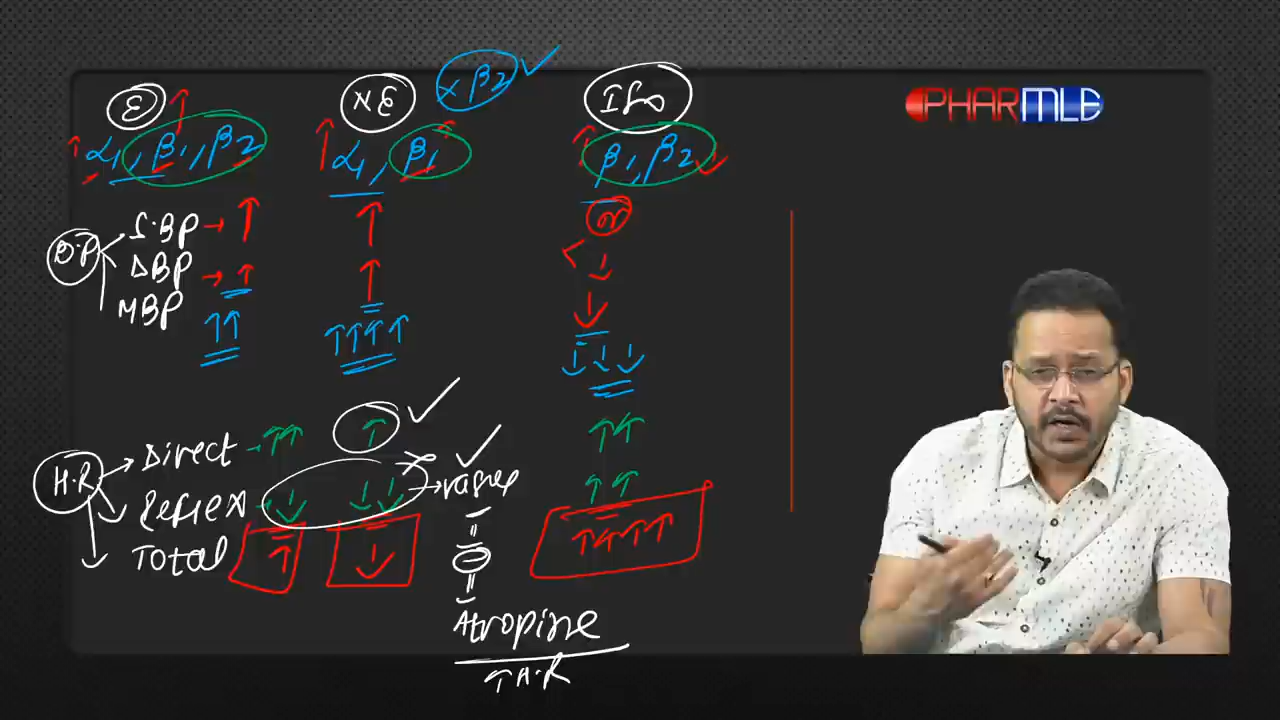 E NE × β2 ✓ ISO
PHARMLE
↑ α1, β1, β2 ↑ ↑ α1, β1 ↑ ↑ β1, β2 ↓
B.P S.BP → ↑ ↑ or ↓
DBP → ↑ ↑ ↓
MBP ↑↑ ↑↑↑↑ ↓↓↓
H.R → Direct → ↑↑ ↑ ✓ ↑↑
Reflex → ↓ ↓↓ → vagus ✓ ↑↑
Total ↑ ↓ ⊖ ↑↑↑↑
Atropine
↑ H.R